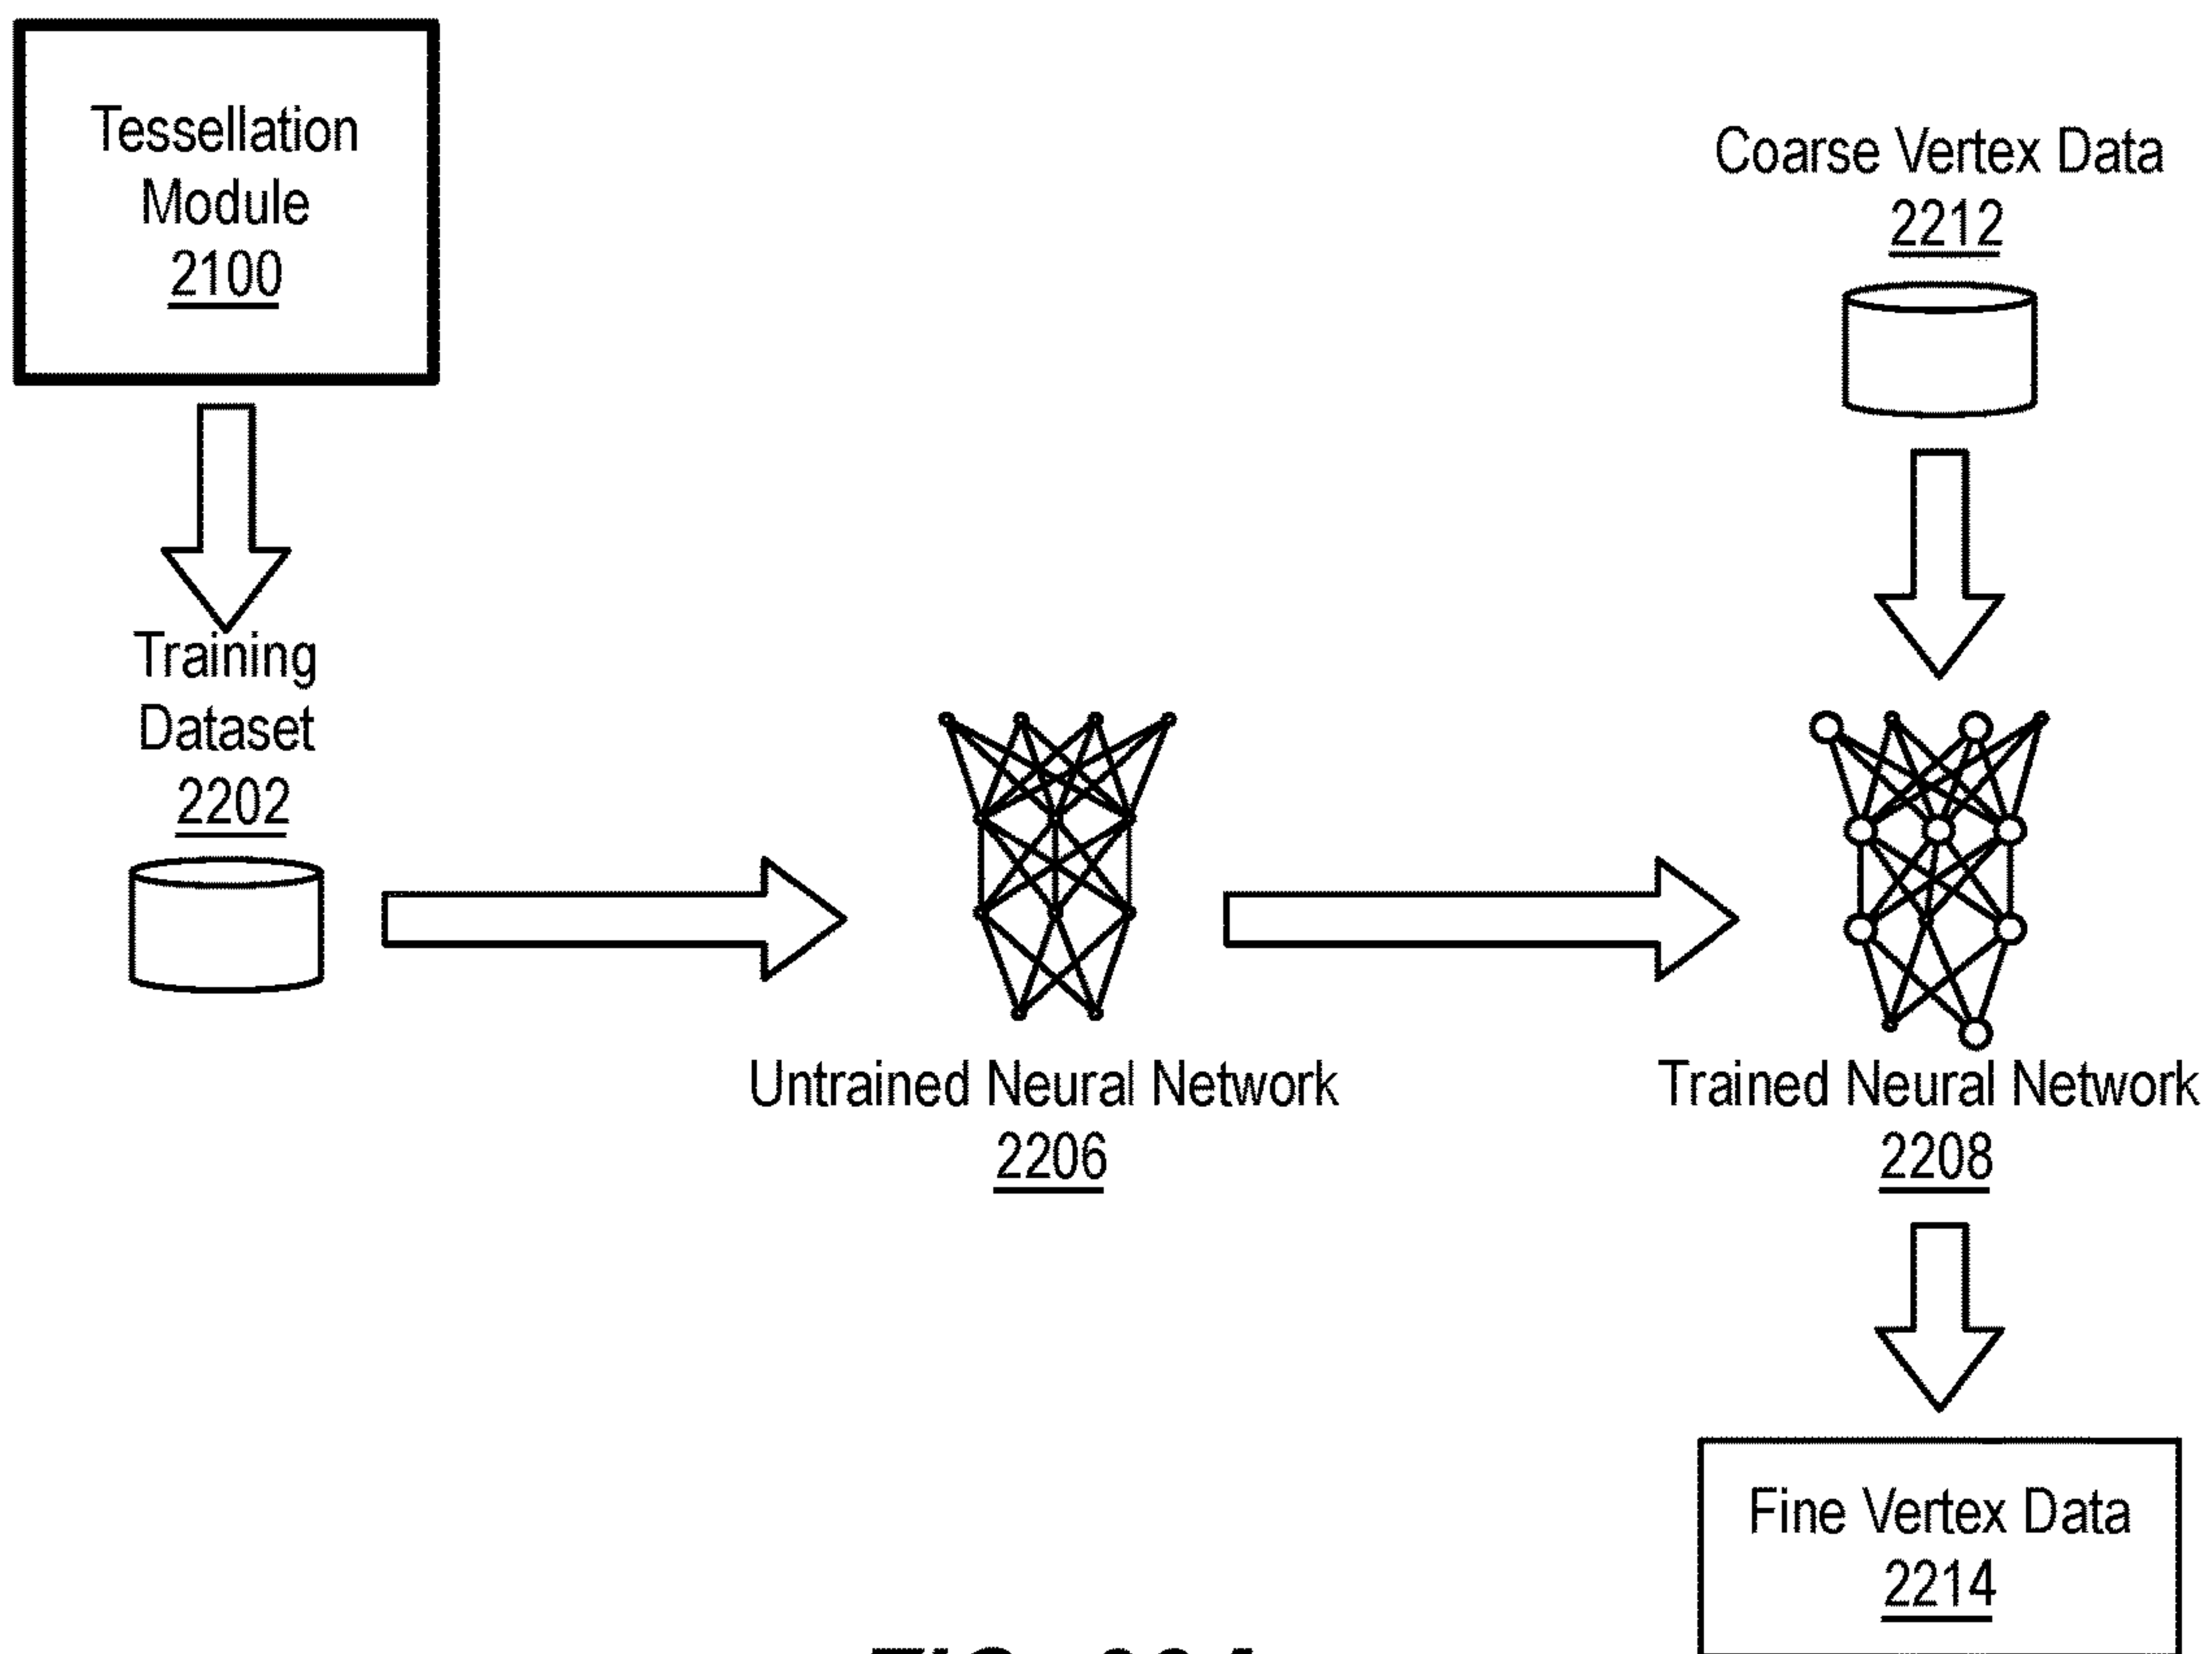 Tessellation
Module
2100
Training
Dataset
2202
Untrained Neural Network
2206
Coarse Vertex Data
2212
Trained Neural Network
2208
Fine Vertex Data
2214